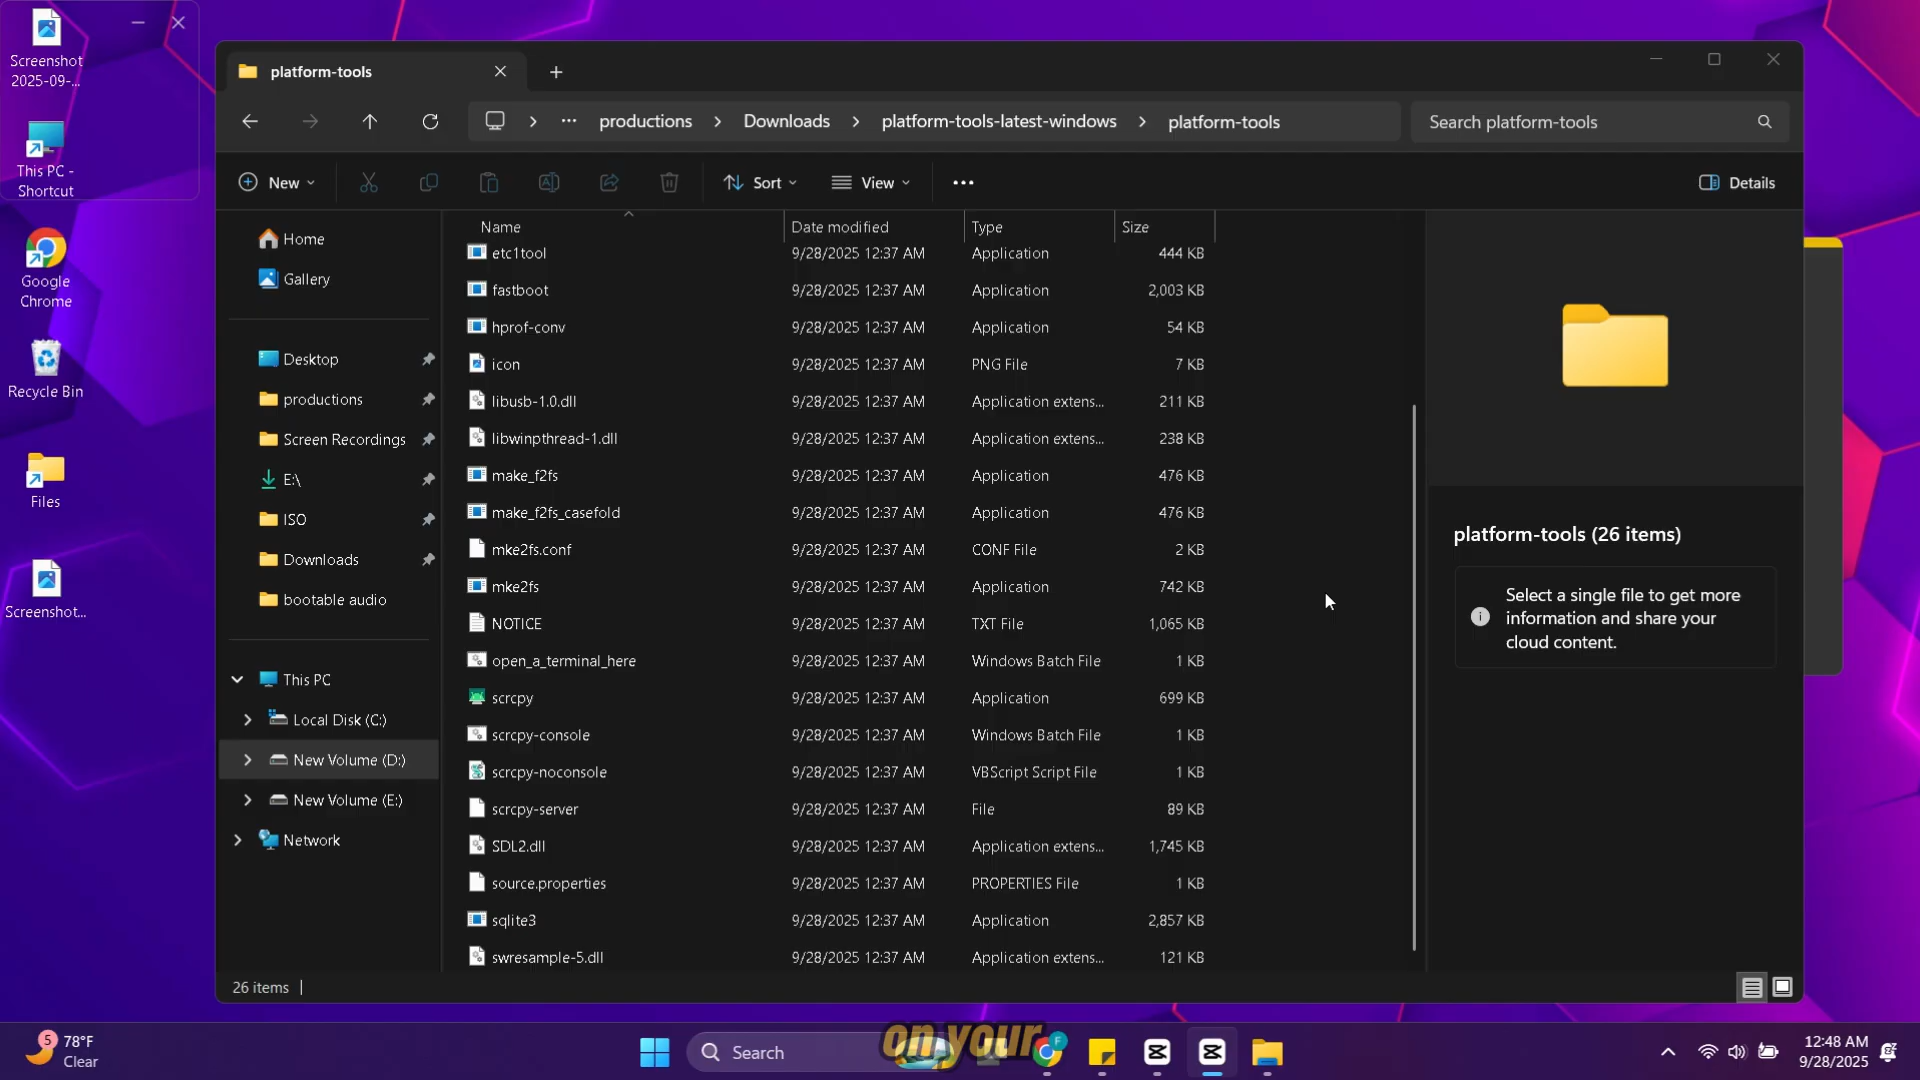 Screenshot
2025-09-...
This PC -
Shortcut
Google
Chrome
Recycle Bin
Files
Screenshot...
platform-tools
productions
Downloads
platform-tools-latest-windows
platform-tools
Search platform-tools
New
Sort
View
Details
Home
Gallery
Desktop
productions
Screen Recordings
E:\
ISO
Downloads
bootable audio
This PC
Local Disk (C:)
New Volume (D:)
New Volume (E:)
Network
Name Date modified Type Size
etc1tool 9/28/2025 12:37 AM Application 444 KB
fastboot 9/28/2025 12:37 AM Application 2,003 KB
hprof-conv 9/28/2025 12:37 AM Application 54 KB
icon 9/28/2025 12:37 AM PNG File 7 KB
libusb-1.0.dll 9/28/2025 12:37 AM Application extens... 211 KB
libwinpthread-1.dll 9/28/2025 12:37 AM Application extens... 238 KB
make_f2fs 9/28/2025 12:37 AM Application 476 KB
make_f2fs_casefold 9/28/2025 12:37 AM Application 476 KB
mke2fs.conf 9/28/2025 12:37 AM CONF File 2 KB
mke2fs 9/28/2025 12:37 AM Application 742 KB
NOTICE 9/28/2025 12:37 AM TXT File 1,065 KB
open_a_terminal_here 9/28/2025 12:37 AM Windows Batch File 1 KB
scrcpy 9/28/2025 12:37 AM Application 699 KB
scrcpy-console 9/28/2025 12:37 AM Windows Batch File 1 KB
scrcpy-noconsole 9/28/2025 12:37 AM VBScript Script File 1 KB
scrcpy-server 9/28/2025 12:37 AM File 89 KB
SDL2.dll 9/28/2025 12:37 AM Application extens... 1,745 KB
source.properties 9/28/2025 12:37 AM PROPERTIES File 1 KB
sqlite3 9/28/2025 12:37 AM Application 2,857 KB
swresample-5.dll 9/28/2025 12:37 AM Application extens... 121 KB
platform-tools (26 items)
Select a single file to get more
information and share your
cloud content.
26 items
5
78°F
Clear
Search
on your
F
12:48 AM
9/28/2025